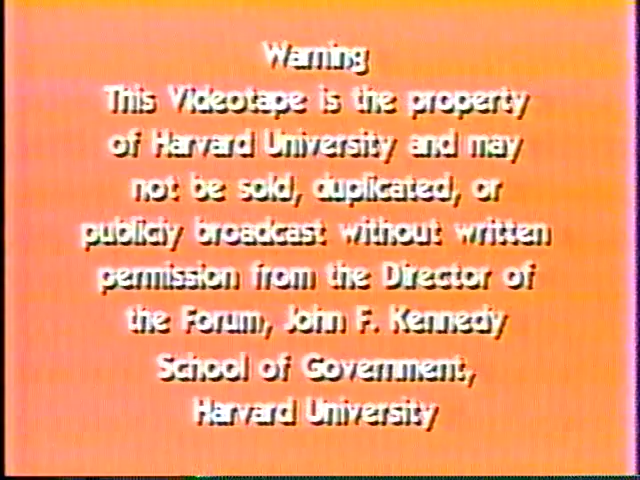 Warning
This Videotape is the property
of Harvard University and may
not be sold, duplicated, or
publicly broadcast without written
permission from the Director of
the Forum, John F. Kennedy
School of Government,
Harvard University